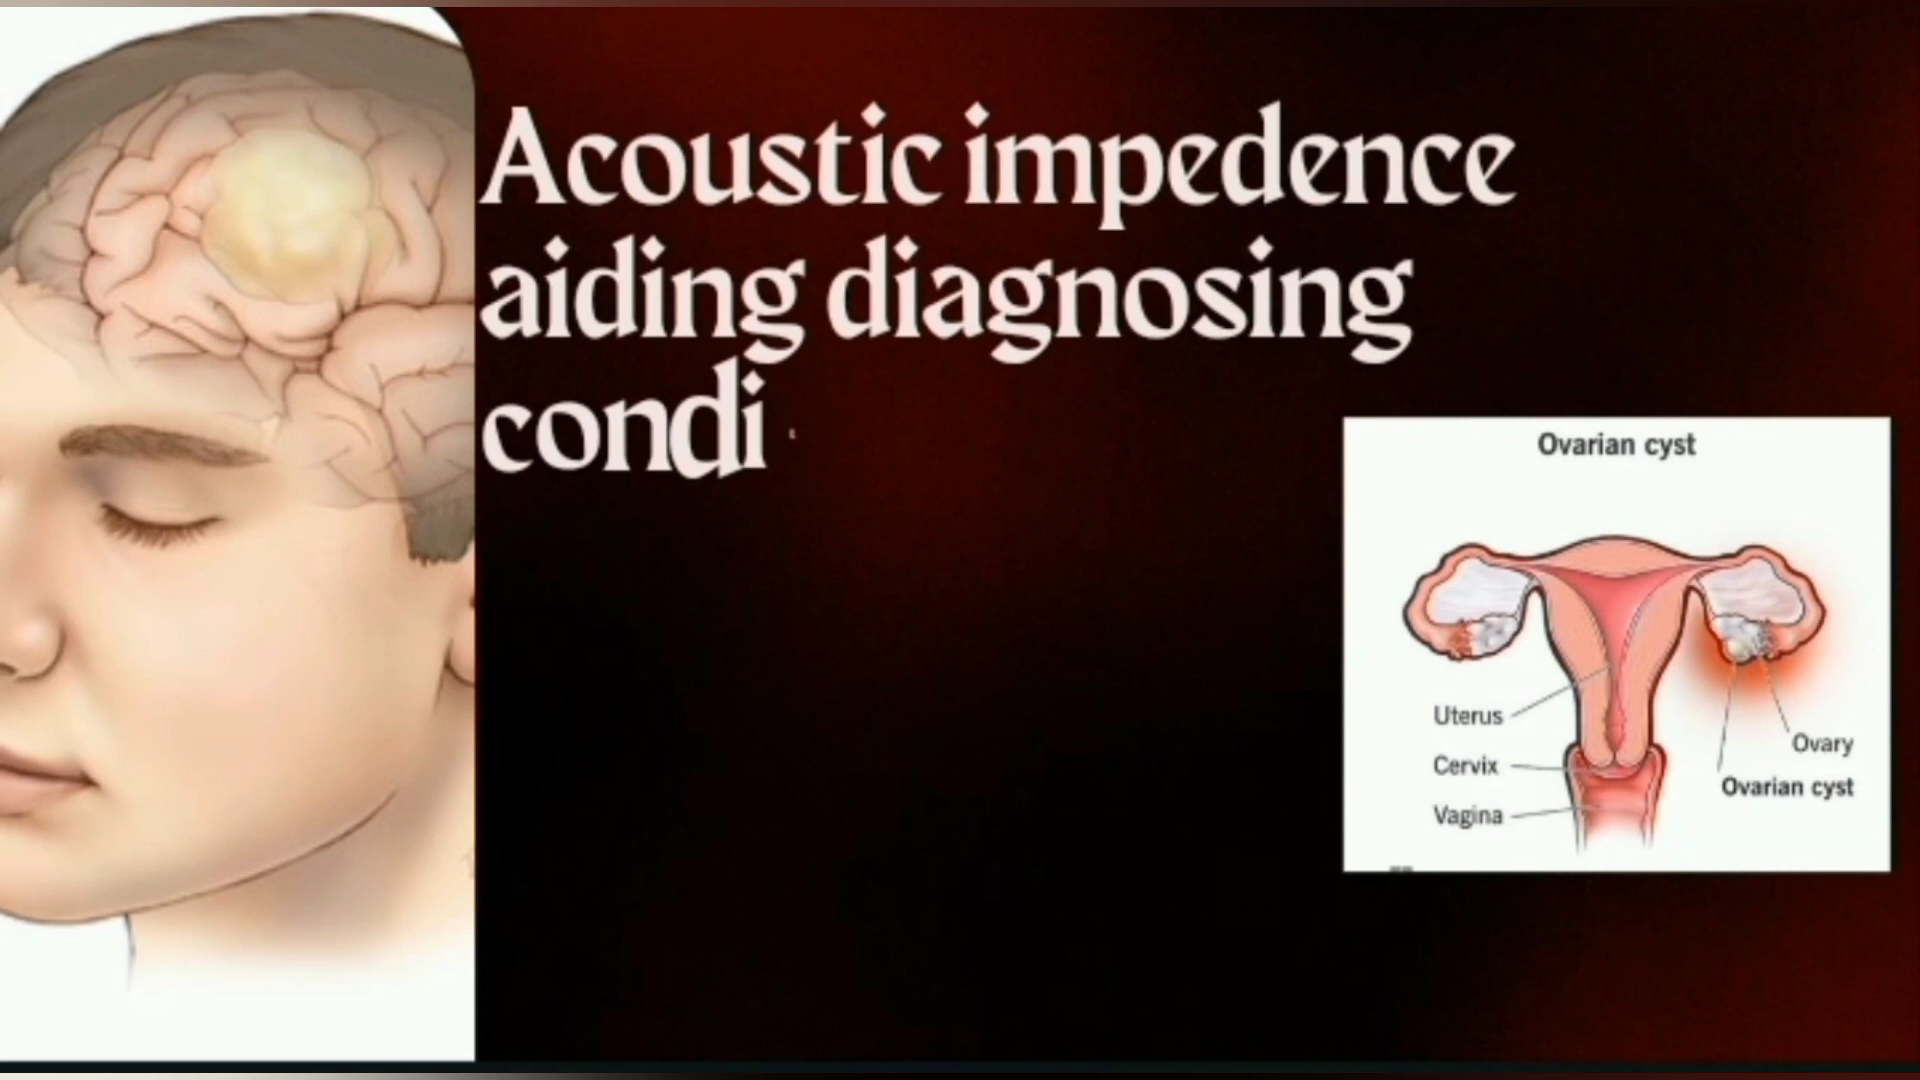 Acoustic impedence
aiding diagnosing
condi
Ovarian cyst
Uterus
Cervix
Vagina
Ovary
Ovarian cyst